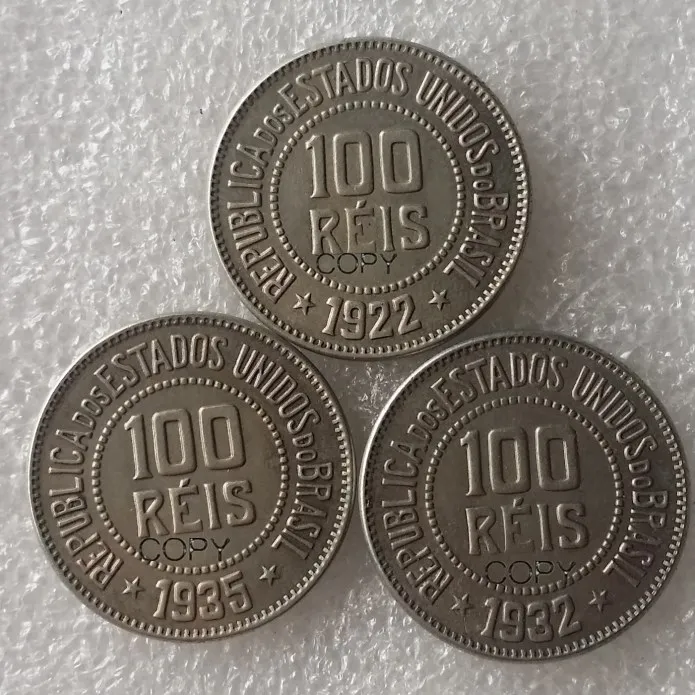 REPUBLICA DOS ESTADOS UNIDOS DO BRASIL
100
RÉIS
COPY
★ 1922 ★
REPUBLICA DOS ESTADOS UNIDOS DO BRASIL
100
RÉIS
COPY
★ 1935 ★
REPUBLICA DOS ESTADOS UNIDOS DO BRASIL
100
RÉIS
COPY
★ 1932 ★